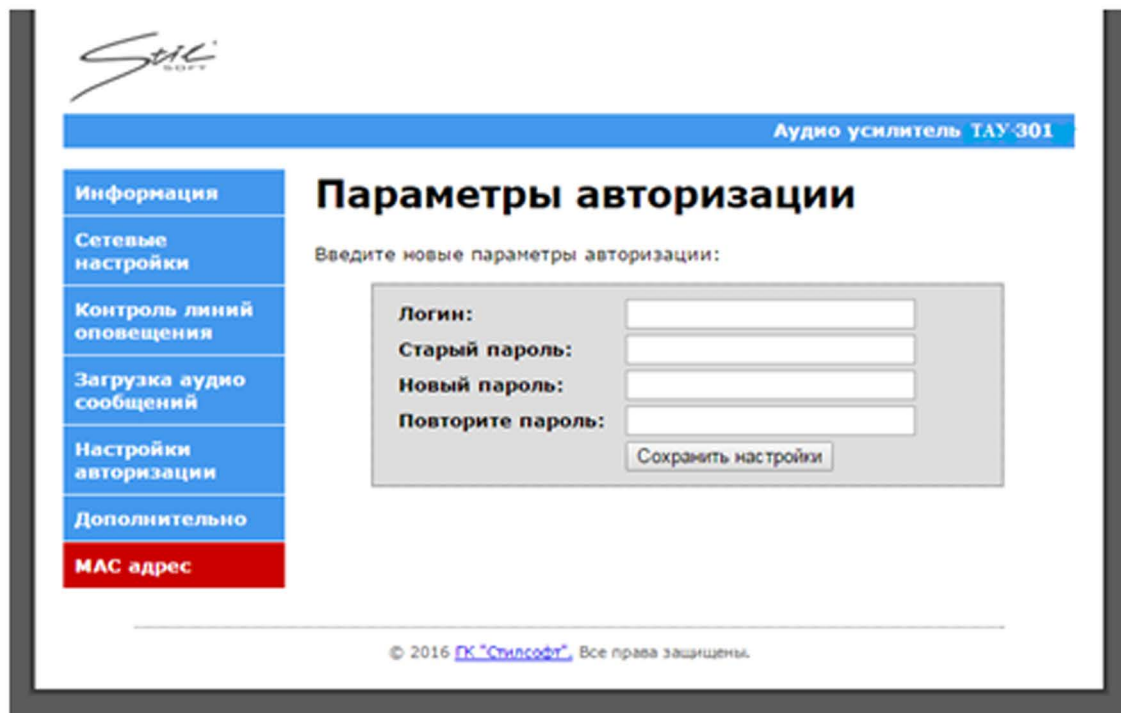 Stil
SOFT
Аудио усилитель ТАУ-301
Информация
Сетевые
настройки
Контроль линий
оповещения
Загрузка аудио
сообщений
Настройки
авторизации
Дополнительно
МАС адрес
Параметры авторизации
Введите новые параметры авторизации:
Логин:
Старый пароль:
Новый пароль:
Повторите пароль:
Сохранить настройки
© 2016 ГК "Стилсофт". Все права защищены.